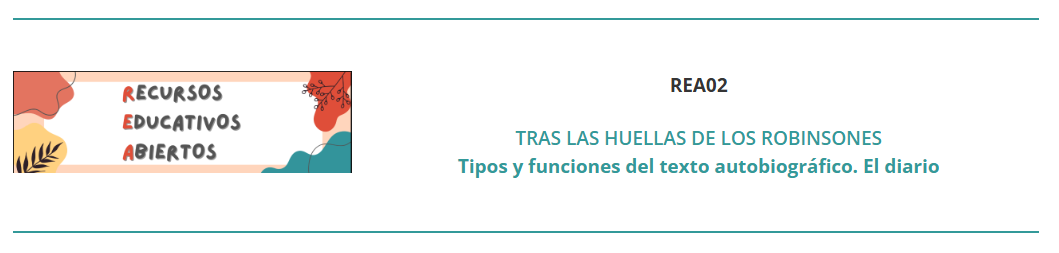 RECURSOS
EDUCATIVOS
ABIERTOS
REA02
TRAS LAS HUELLAS DE LOS ROBINSONES
Tipos y funciones del texto autobiográfico. El diario